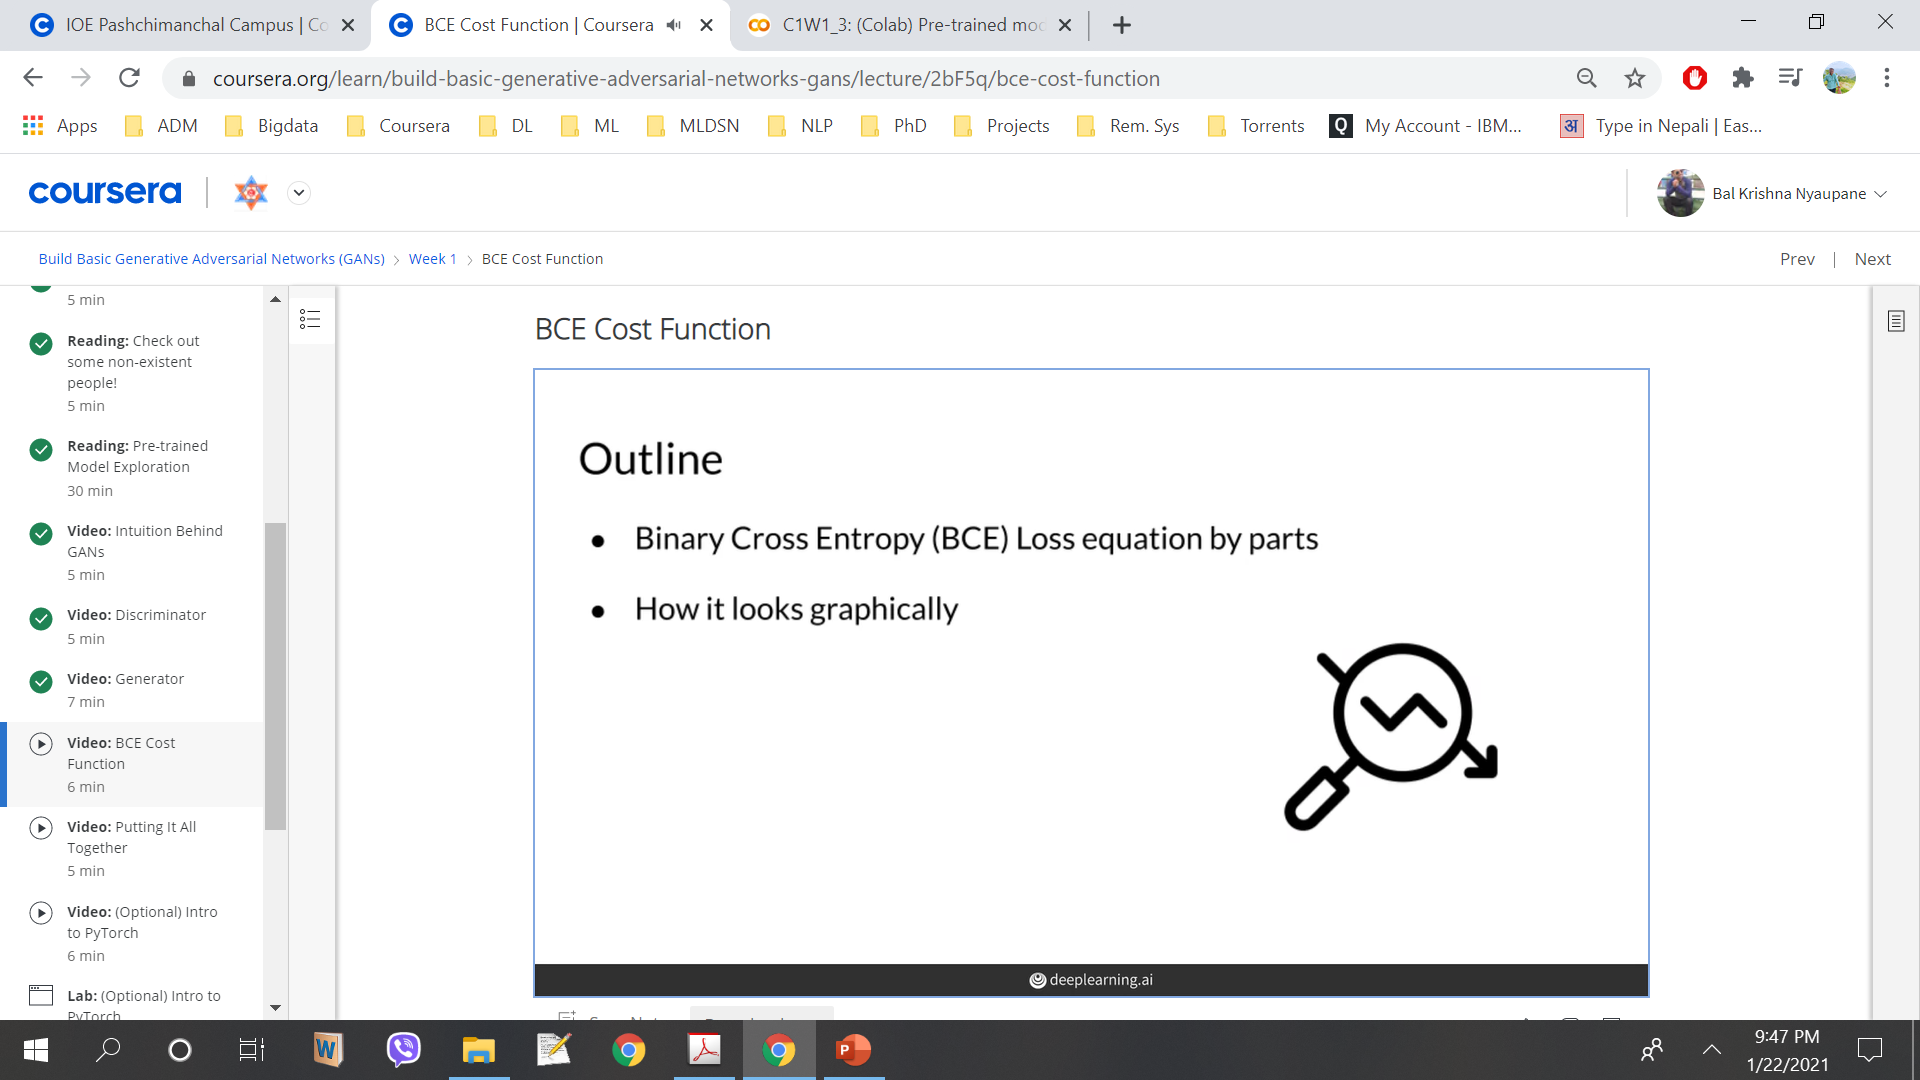 IOE Pashchimanchal Campus | Co
BCE Cost Function | Coursera
C1W1_3: (Colab) Pre-trained mod
coursera.org/learn/build-basic-generative-adversarial-networks-gans/lecture/2bF5q/bce-cost-function
Apps ADM Bigdata Coursera DL ML MLDSN NLP PhD Projects Rem. Sys Torrents Q My Account - IBM... अ Type in Nepali | Eas...
coursera
Bal Krishna Nyaupane
Build Basic Generative Adversarial Networks (GANs) > Week 1 > BCE Cost Function
Prev | Next
5 min
Reading: Check out
some non-existent
people!
5 min
Reading: Pre-trained
Model Exploration
30 min
Video: Intuition Behind
GANs
5 min
Video: Discriminator
5 min
Video: Generator
7 min
Video: BCE Cost
Function
6 min
Video: Putting It All
Together
5 min
Video: (Optional) Intro
to PyTorch
6 min
Lab: (Optional) Intro to
PyTorch
BCE Cost Function
Outline
● Binary Cross Entropy (BCE) Loss equation by parts
● How it looks graphically
deeplearning.ai
9:47 PM
1/22/2021